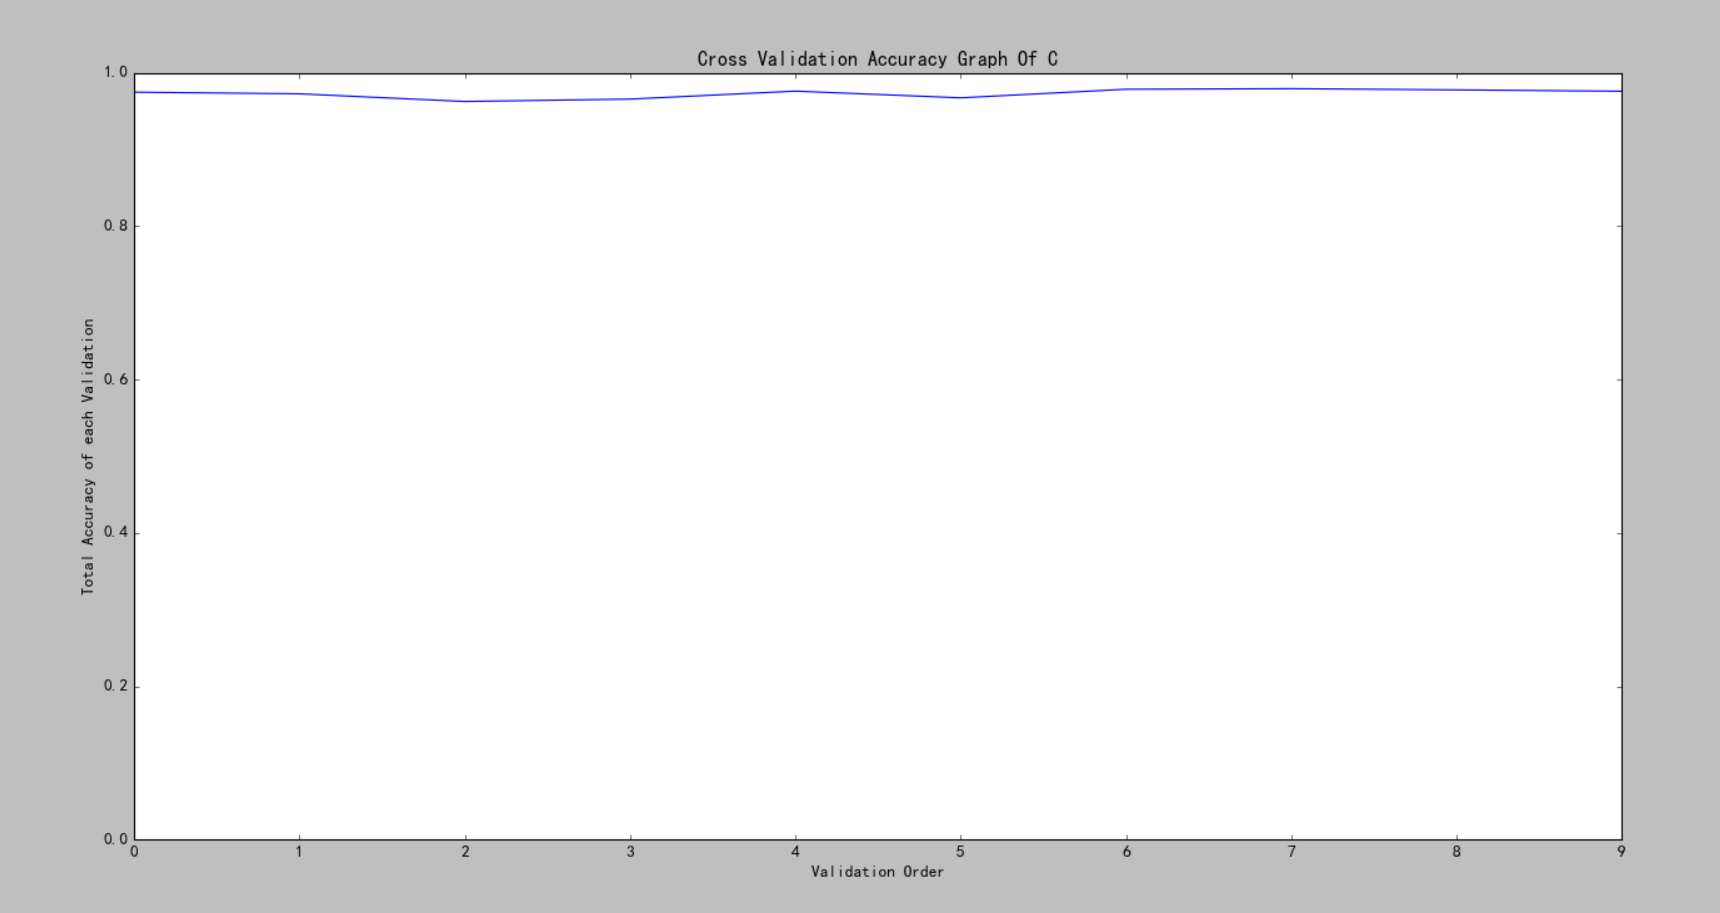 Cross Validation Accuracy Graph Of C
1.0
0.8
0.6
0.4
0.2
0.0
Total Accuracy of each Validation
0 1 2 3 4 5 6 7 8 9
Validation Order